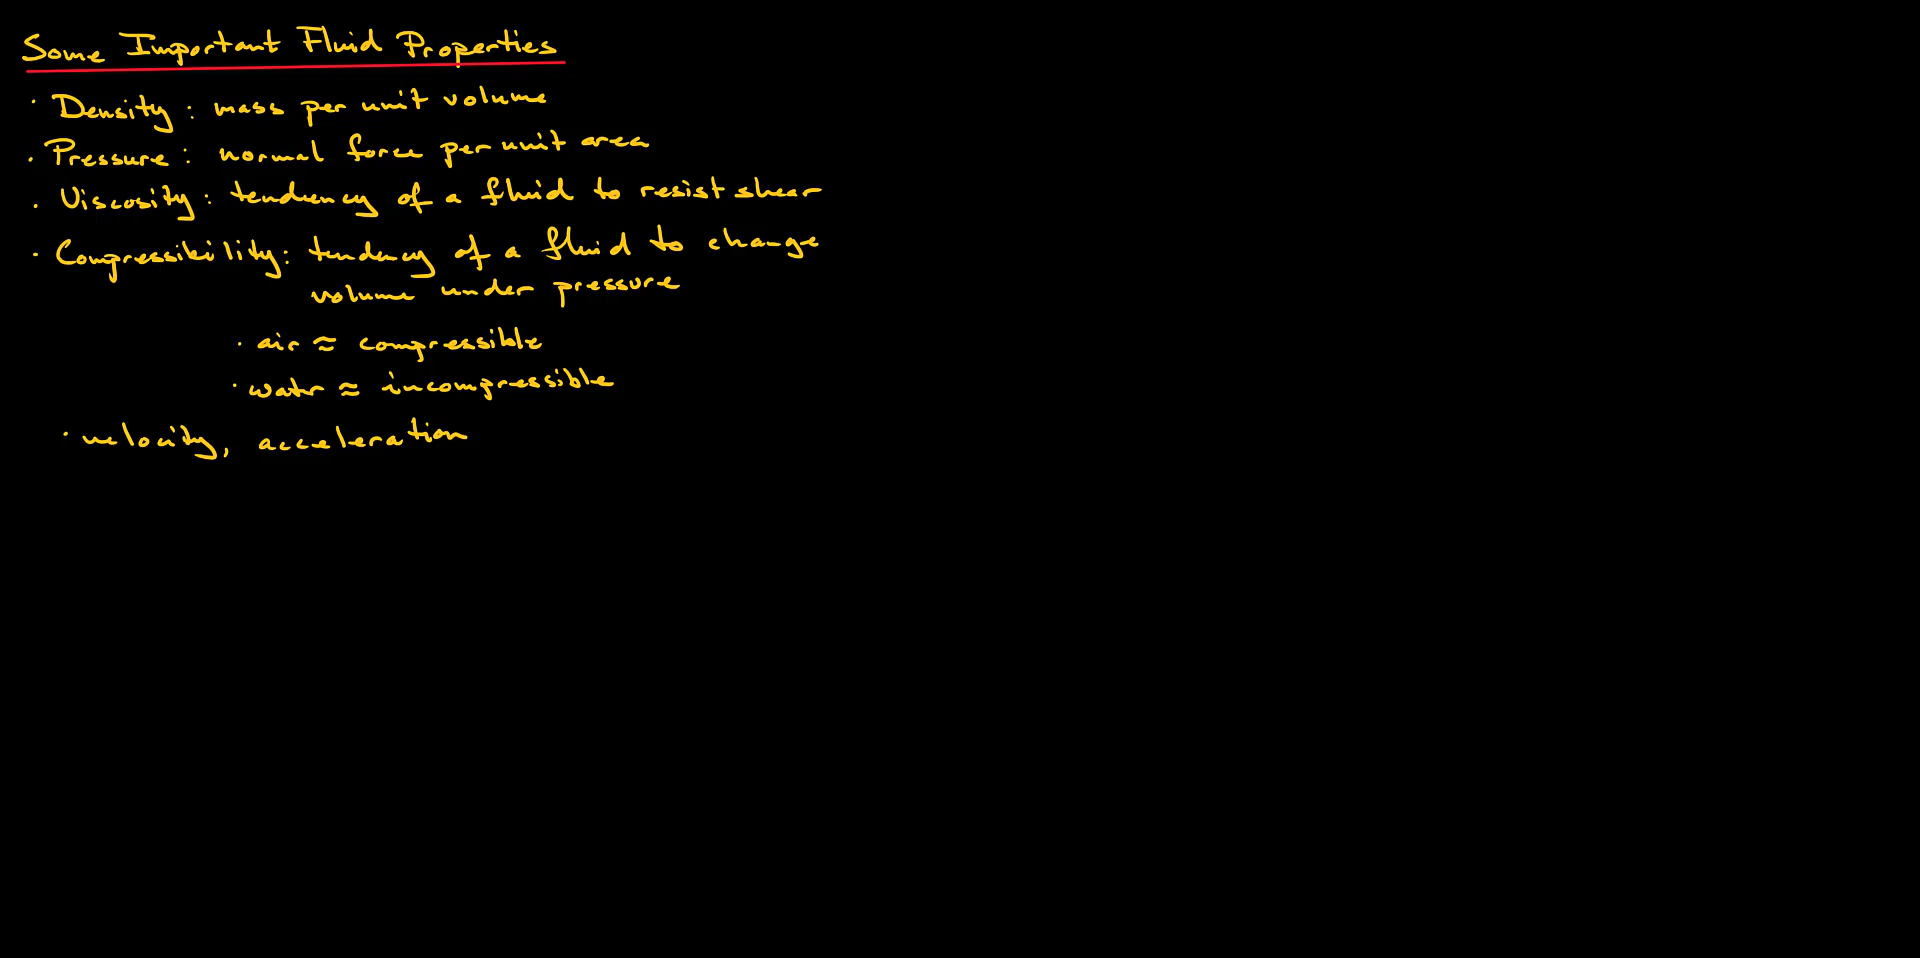 Some Important Fluid Properties
· Density: mass per unit volume
· Pressure: normal force per unit area
· Viscosity: tendency of a fluid to resist shear
· Compressibility: tendency of a fluid to change
volume under pressure
· air ≈ compressible
· water ≈ incompressible
· velocity, acceleration